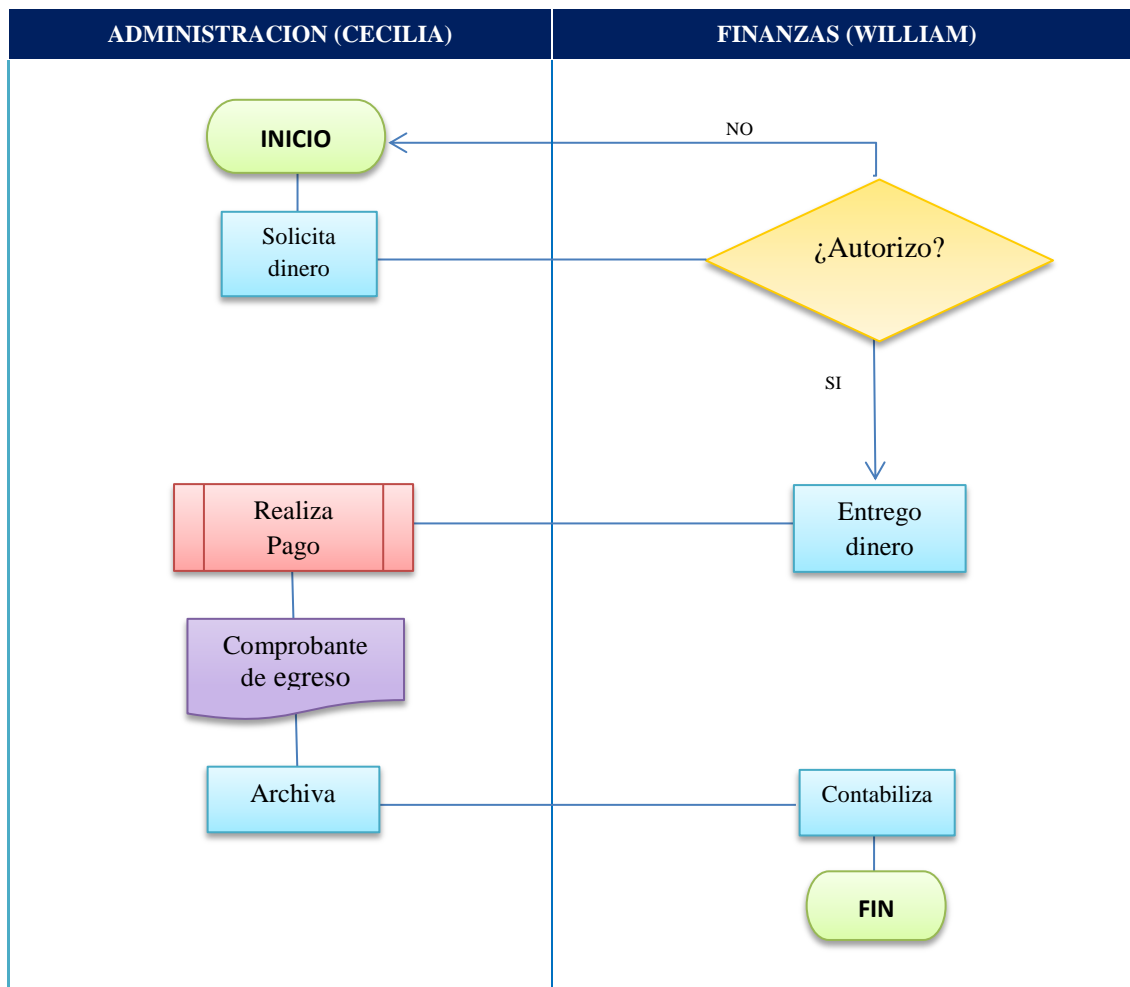 ADMINISTRACION (CECILIA)
FINANZAS (WILLIAM)
INICIO
NO
Solicita
dinero
¿Autorizo?
SI
Realiza
Pago
Entrego
dinero
Comprobante
de egreso
Archiva
Contabiliza
FIN